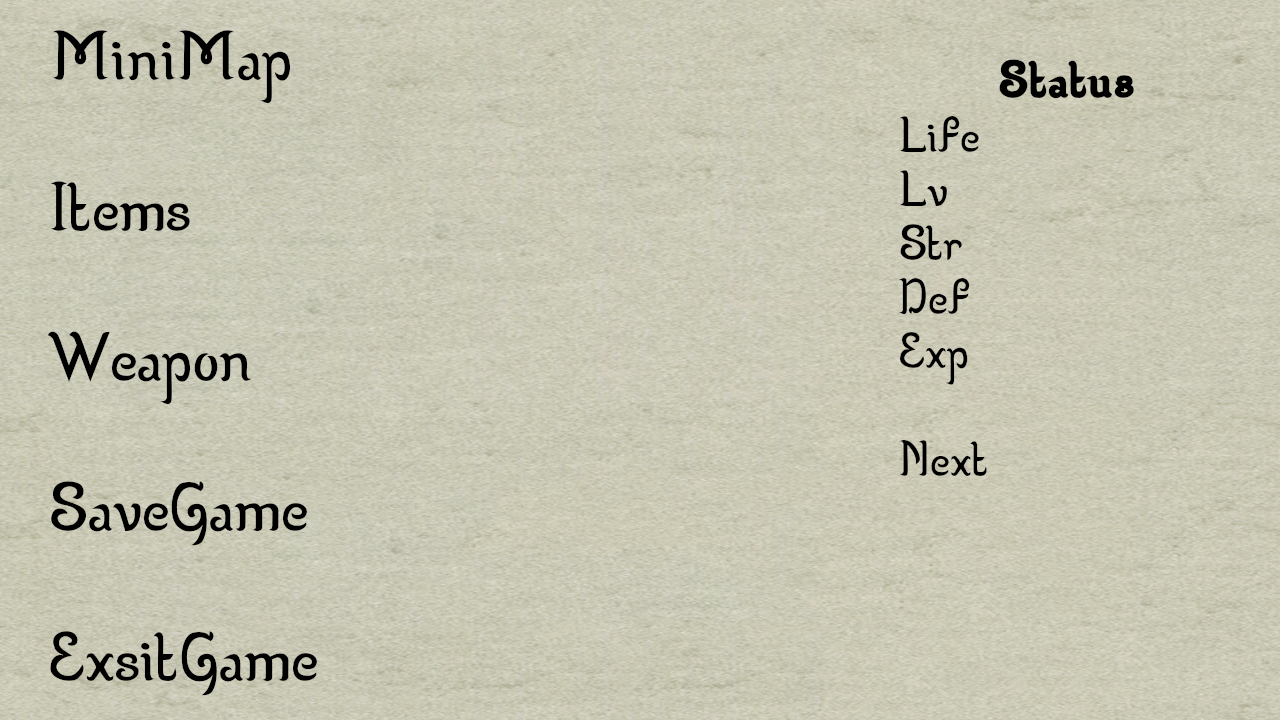 MiniMap
Items
Weapon
SaveGame
ExsitGame
Status
Life
Lv
Str
Def
Exp
Next